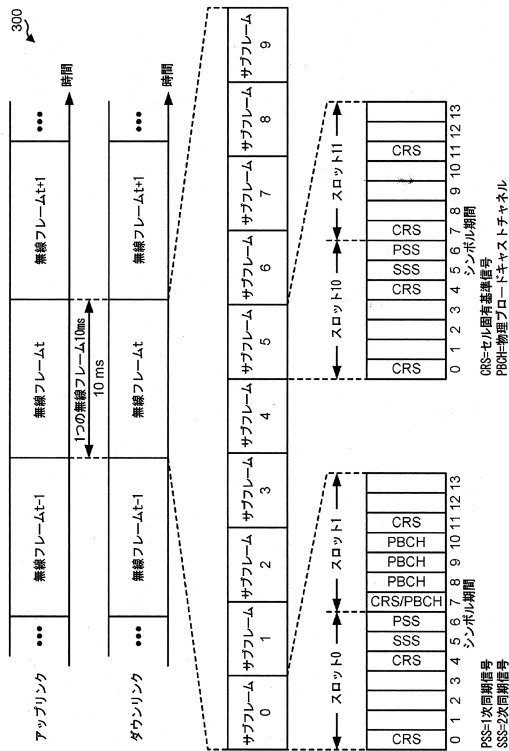 300
アップリンク
••• 無線フレームt-1 無線フレームt 無線フレームt+1 •••
時間
1つの無線フレーム10ms
10 ms
ダウンリンク
••• 無線フレームt-1 無線フレームt 無線フレームt+1 •••
時間
サブフレーム 0
サブフレーム 1
サブフレーム 2
サブフレーム 3
サブフレーム 4
サブフレーム 5
サブフレーム 6
サブフレーム 7
サブフレーム 8
サブフレーム 9
スロット0 スロット1
CRS CRS SSS PSS CRS/PBCH PBCH PBCH PBCH CRS
0 1 2 3 4 5 6 7 8 9 10 11 12 13
シンボル期間
スロット10 スロット11
CRS CRS SSS PSS CRS CRS
0 1 2 3 4 5 6 7 8 9 10 11 12 13
シンボル期間
PSS=1次同期信号
SSS=2次同期信号
CRS=セル固有基準信号
PBCH=物理ブロードキャストチャネル